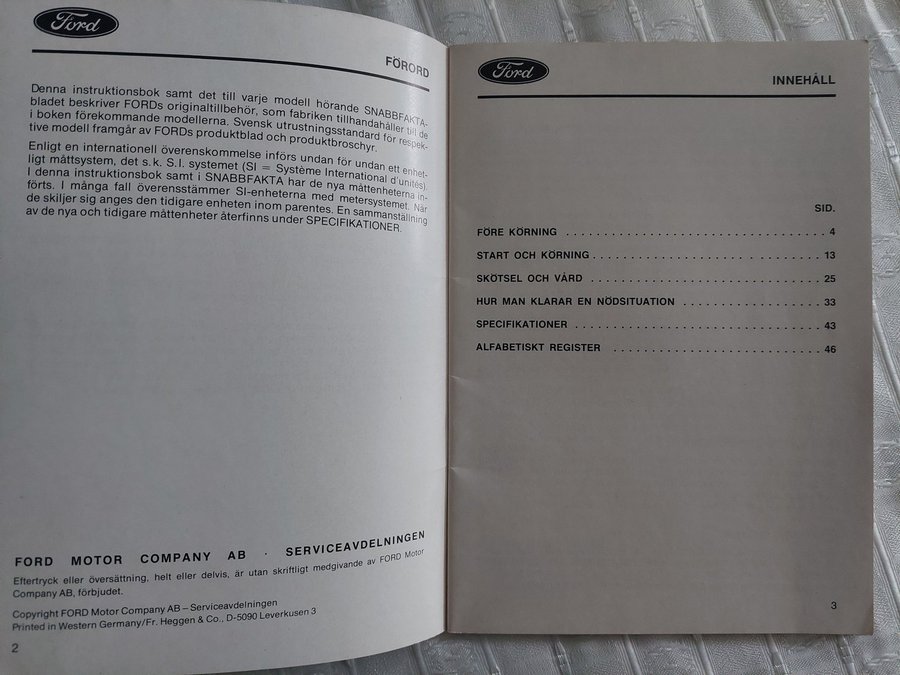 Ford
FÖRORD
Denna instruktionsbok samt det till varje modell hörande SNABBFAKTA-
bladet beskriver FORDs originaltillbehör, som fabriken tillhandahåller till de
i boken förekommande modellerna. Svensk utrustningsstandard för respek-
tive modell framgår av FORDs produktblad och produktbroschyr.
Enligt en internationell överenskommelse införs undan för undan ett enhet-
ligt måttsystem, det s.k. S.I. systemet (SI = Système International d'unités).
I denna instruktionsbok samt i SNABBFAKTA har de nya måttenheterna in-
förts. I många fall överensstämmer SI-enheterna med metersystemet. När
de skiljer sig anges den tidigare enheten inom parentes. En sammanställning
av de nya och tidigare måttenheter återfinns under SPECIFIKATIONER.
FORD MOTOR COMPANY AB · SERVICEAVDELNINGEN
Eftertryck eller översättning, helt eller delvis, är utan skriftligt medgivande av FORD Motor
Company AB, förbjudet.
Copyright FORD Motor Company AB – Serviceavdelningen
Printed in Western Germany/Fr. Heggen & Co., D-5090 Leverkusen 3
2
Ford
INNEHÅLL
SID.
FÖRE KÖRNING . . . . . . . . . . . . . . . . . . . . 4
START OCH KÖRNING . . . . . . . . . . . . . . . . . . . . 13
SKÖTSEL OCH VÅRD . . . . . . . . . . . . . . . . . . . . 25
HUR MAN KLARAR EN NÖDSITUATION . . . . . . . . . . . . . . . . . . . . 33
SPECIFIKATIONER . . . . . . . . . . . . . . . . . . . . 43
ALFABETISKT REGISTER . . . . . . . . . . . . . . . . . . . . 46
3